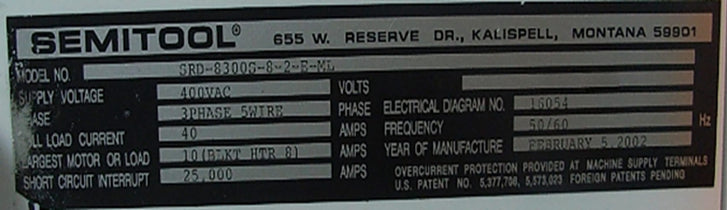 SEMITOOL® 655 W. RESERVE DR., KALISPELL, MONTANA 59901
MODEL NO. SRD-8300S-8-2-E-ML
SUPPLY VOLTAGE 400VAC VOLTS
PHASE 3PHASE 5WIRE PHASE ELECTRICAL DIAGRAM NO. 16054
FULL LOAD CURRENT 40 AMPS FREQUENCY 50/60 Hz
LARGEST MOTOR OR LOAD 10(BLKT HTR 8) AMPS YEAR OF MANUFACTURE FEBRUARY 5 2002
SHORT CIRCUIT INTERRUPT 25,000 AMPS OVERCURRENT PROTECTION PROVIDED AT MACHINE SUPPLY TERMINALS
U.S. PATENT NO. 5,377,708, 5,573,023 FOREIGN PATENTS PENDING